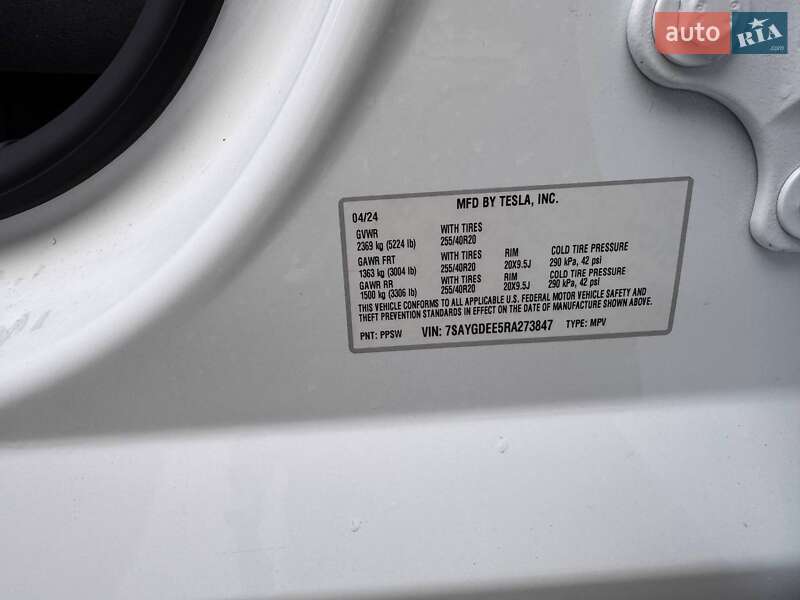 auto RIA.com
MFD BY TESLA, INC.
04/24
GVWR WITH TIRES
2369 kg (5224 lb) 255/40R20
GAWR FRT WITH TIRES RIM COLD TIRE PRESSURE
1363 kg (3004 lb) 255/40R20 20X9.5J 290 kPa, 42 psi
GAWR RR WITH TIRES RIM COLD TIRE PRESSURE
1500 kg (3306 lb) 255/40R20 20X9.5J 290 kPa, 42 psi
THIS VEHICLE CONFORMS TO ALL APPLICABLE U.S. FEDERAL MOTOR VEHICLE SAFETY AND
THEFT PREVENTION STANDARDS IN EFFECT ON THE DATE OF MANUFACTURE SHOWN ABOVE.
PNT: PPSW VIN: 7SAYGDEE5RA273847 TYPE: MPV